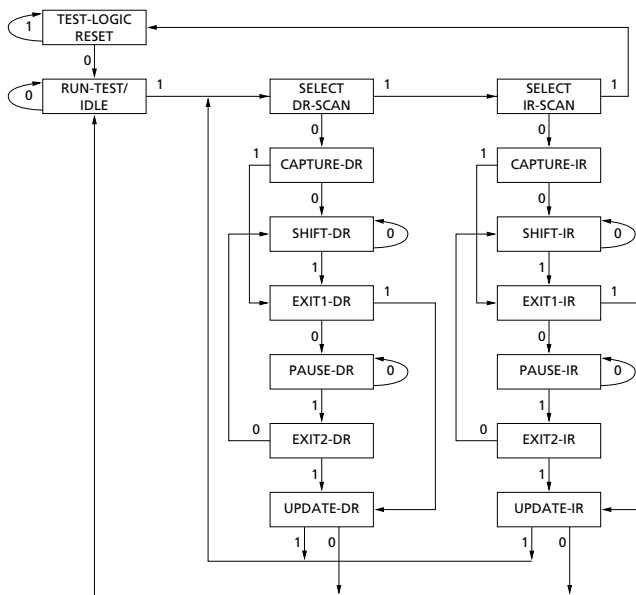 TEST-LOGIC
RESET
1
0
RUN-TEST/
IDLE
0
1
SELECT
DR-SCAN
1
SELECT
IR-SCAN
1
0
0
1
CAPTURE-DR
1
CAPTURE-IR
0
0
SHIFT-DR
0
SHIFT-IR
0
1
1
EXIT1-DR
1
EXIT1-IR
1
0
0
PAUSE-DR
0
PAUSE-IR
0
1
1
0
EXIT2-DR
0
EXIT2-IR
1
1
UPDATE-DR
UPDATE-IR
1
0
1
0